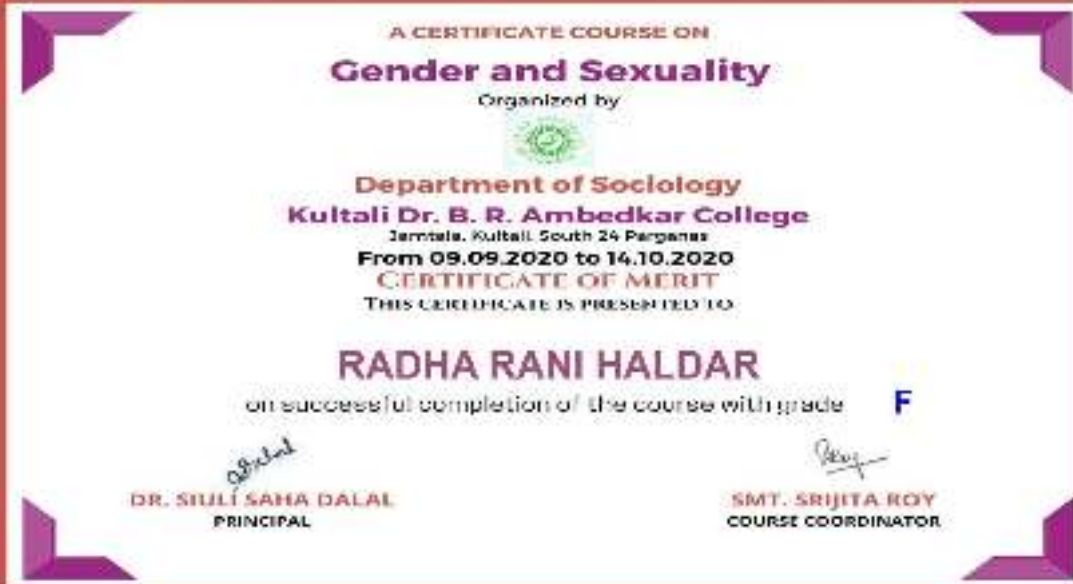 A CERTIFICATE COURSE ON
Gender and Sexuality
Organized by
Department of Sociology
Kultali Dr. B. R. Ambedkar College
Jamtala, Kultali, South 24 Parganas
From 09.09.2020 to 14.10.2020
CERTIFICATE OF MERIT
THIS CERTIFICATE IS PRESENTED TO
RADHA RANI HALDAR
on successful completion of the course with grade F
DR. SIULI SAHA DALAL
PRINCIPAL
SMT. SRIJITA ROY
COURSE COORDINATOR